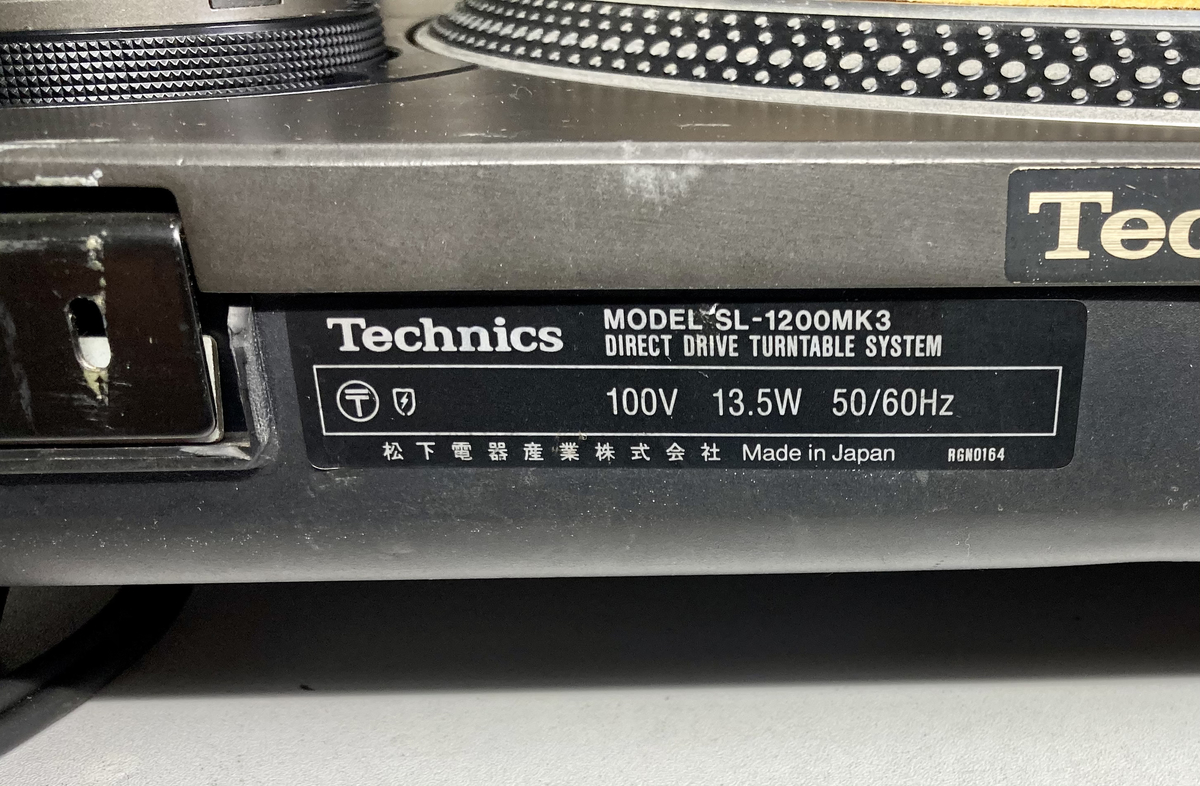 Tec
Technics
MODEL SL-1200MK3
DIRECT DRIVE TURNTABLE SYSTEM
100V 13.5W 50/60Hz
松下電器産業株式会社 Made in Japan RGN0164